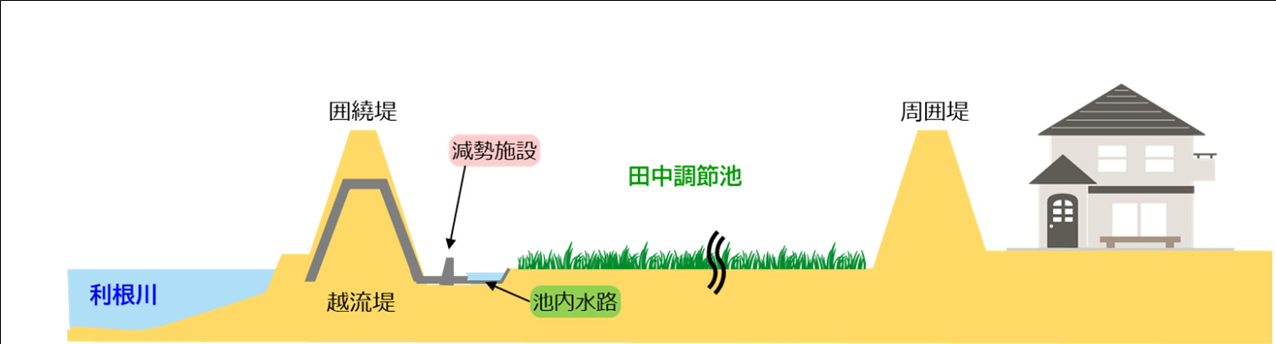 囲繞堤
周囲堤
減勢施設
田中調節池
利根川
越流堤
池内水路